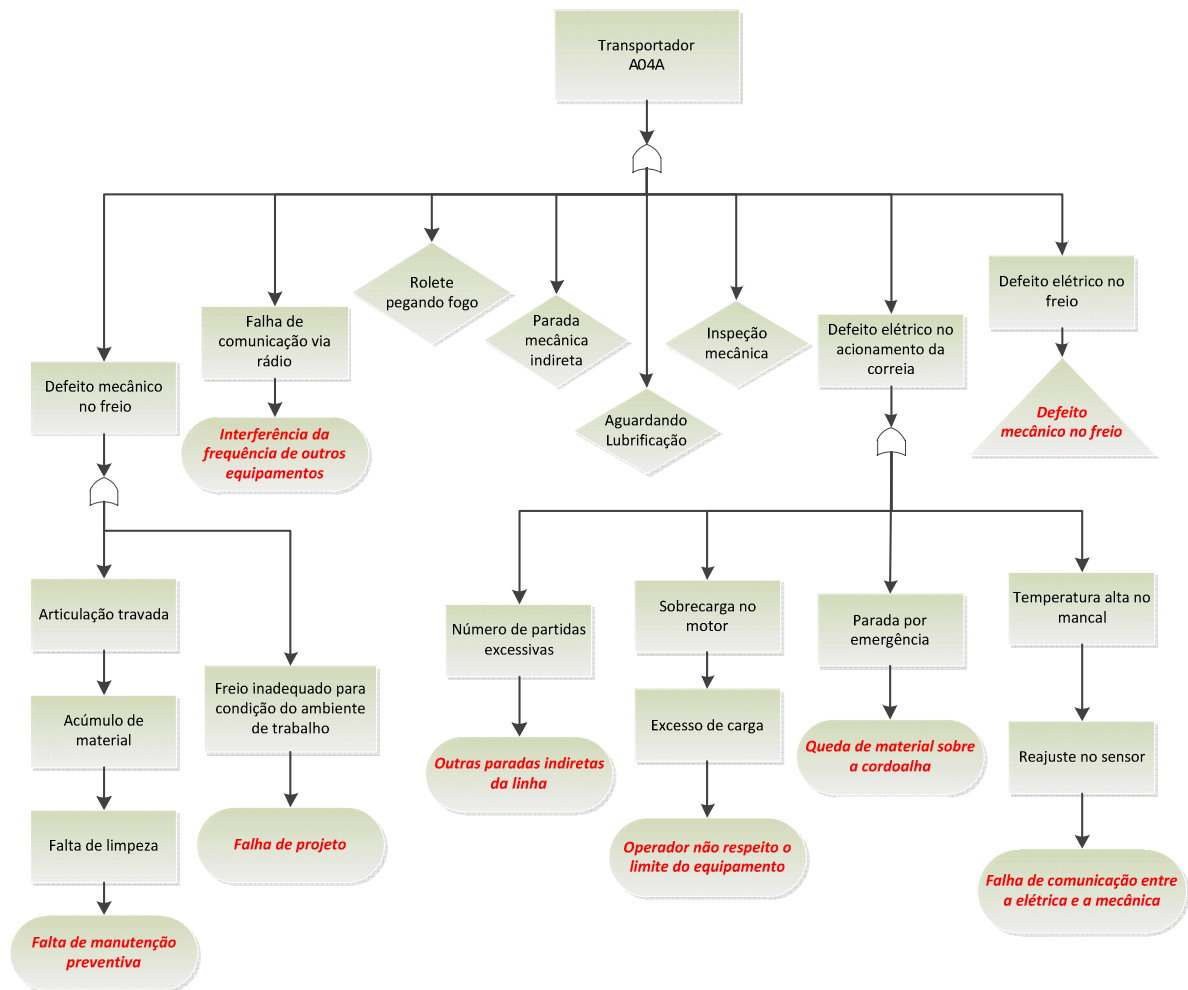 Transportador
A04A
Rolete
pegando fogo
Defeito elétrico no
freio
Falha de
comunicação via
rádio
Parada
mecânica
indireta
Inspeção
mecânica
Defeito elétrico no
acionamento da
correia
Defeito mecânico
no freio
Aguardando
Lubrificação
Defeito
mecânico no freio
Interferência da
frequência de outros
equipamentos
Articulação travada
Número de partidas
excessivas
Sobrecarga no
motor
Parada por
emergência
Temperatura alta no
mancal
Freio inadequado para
condição do ambiente
de trabalho
Acúmulo de
material
Excesso de carga
Outras paradas indiretas
da linha
Queda de material sobre
a cordoalha
Reajuste no sensor
Falta de limpeza
Falha de projeto
Operador não respeito o
limite do equipamento
Falha de comunicação entre
a elétrica e a mecânica
Falta de manutenção
preventiva